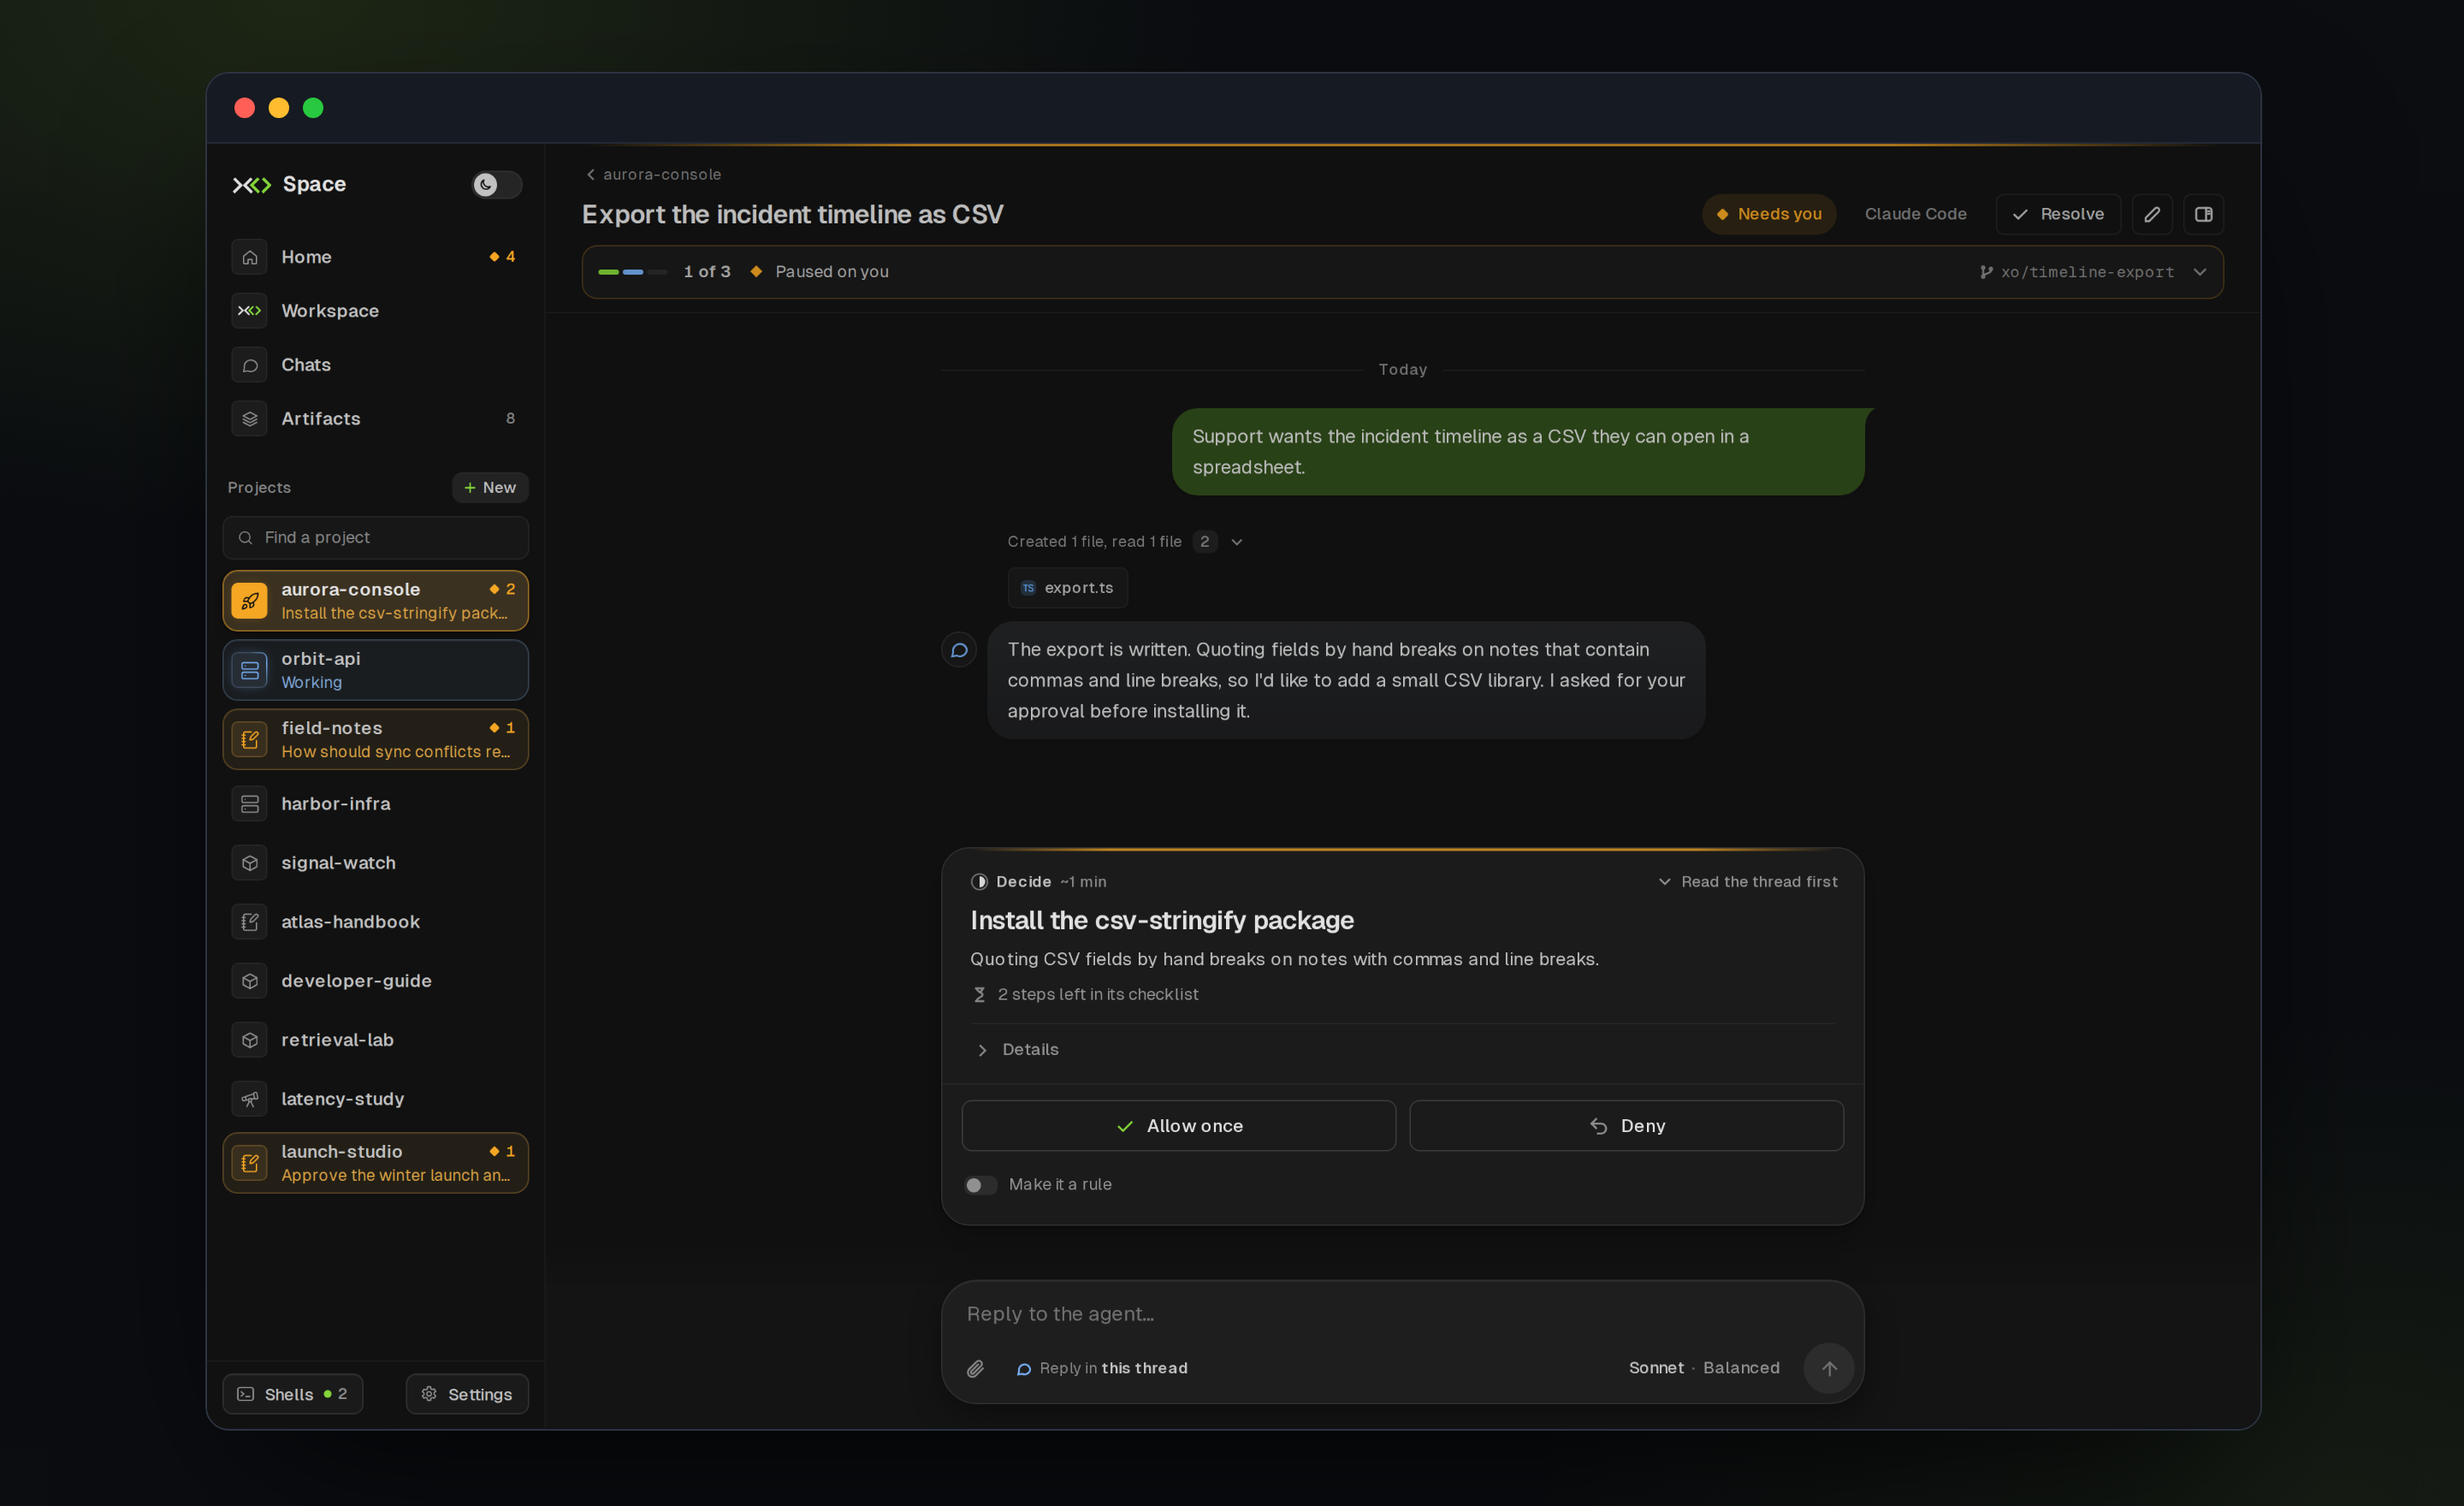 Space
Home 4
Workspace
Chats
Artifacts 8
Projects + New
Find a project
aurora-console 2
Install the csv-stringify pack…
orbit-api
Working
field-notes 1
How should sync conflicts re…
harbor-infra
signal-watch
atlas-handbook
developer-guide
retrieval-lab
latency-study
launch-studio 1
Approve the winter launch an…
Shells 2 Settings
aurora-console
Export the incident timeline as CSV
Needs you Claude Code Resolve
1 of 3 Paused on you xo/timeline-export
Today
Support wants the incident timeline as a CSV they can open in a
spreadsheet.
Created 1 file, read 1 file 2
TS export.ts
The export is written. Quoting fields by hand breaks on notes that contain
commas and line breaks, so I'd like to add a small CSV library. I asked for your
approval before installing it.
Decide ~1 min Read the thread first
Install the csv-stringify package
Quoting CSV fields by hand breaks on notes with commas and line breaks.
2 steps left in its checklist
Details
Allow once Deny
Make it a rule
Reply to the agent…
Reply in this thread Sonnet · Balanced